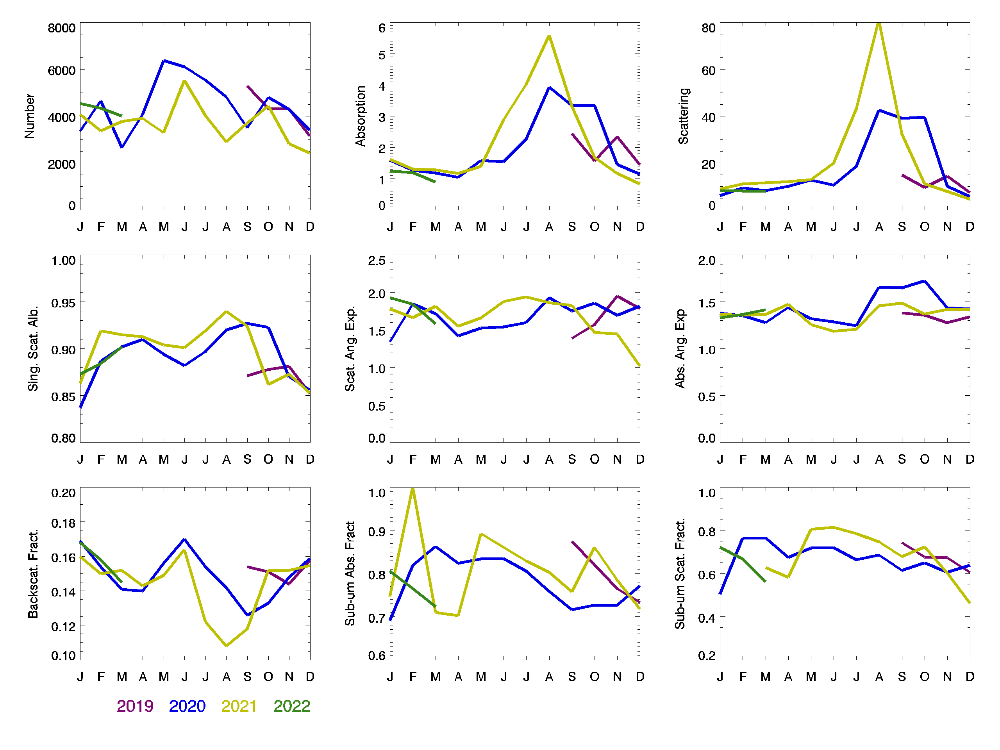 Number
8000
6000
4000
2000
0
J F M A M J J A S O N D
Absorption
6
5
4
3
2
1
0
J F M A M J J A S O N D
Scattering
80
60
40
20
0
J F M A M J J A S O N D
Sing. Scat. Alb.
1.00
0.95
0.90
0.85
0.80
J F M A M J J A S O N D
Scat. Ang. Exp.
2.5
2.0
1.5
1.0
0.5
0.0
J F M A M J J A S O N D
Abs. Ang. Exp
2.0
1.5
1.0
0.5
0.0
J F M A M J J A S O N D
Backscat. Fract.
0.20
0.18
0.16
0.14
0.12
0.10
J F M A M J J A S O N D
Sub-um Abs. Fract
1.0
0.9
0.8
0.7
0.6
J F M A M J J A S O N D
Sub-um Scat. Fract.
1.0
0.8
0.6
0.4
0.2
J F M A M J J A S O N D
2019 2020 2021 2022